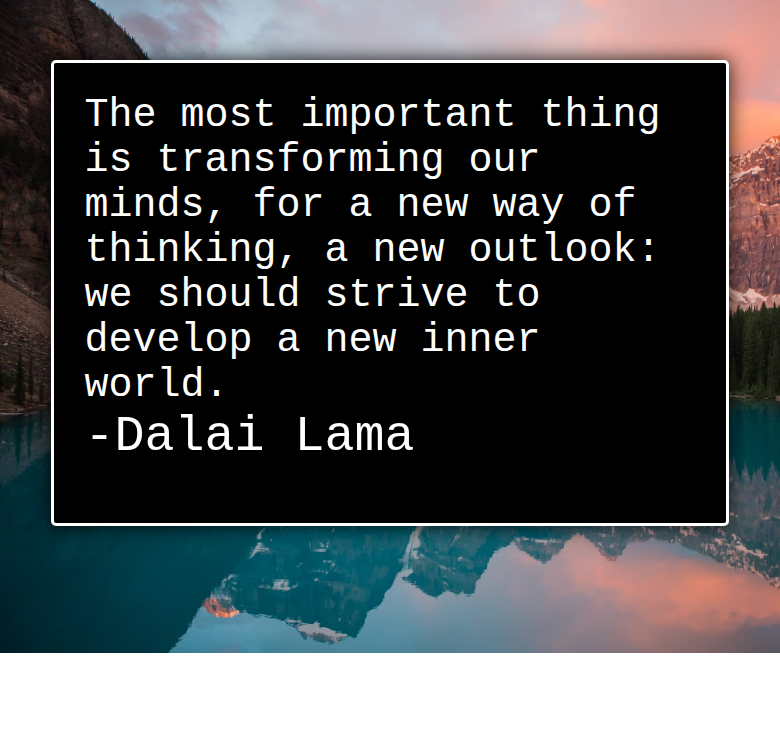 The most important thing
is transforming our
minds, for a new way of
thinking, a new outlook:
we should strive to
develop a new inner
world.
-Dalai Lama